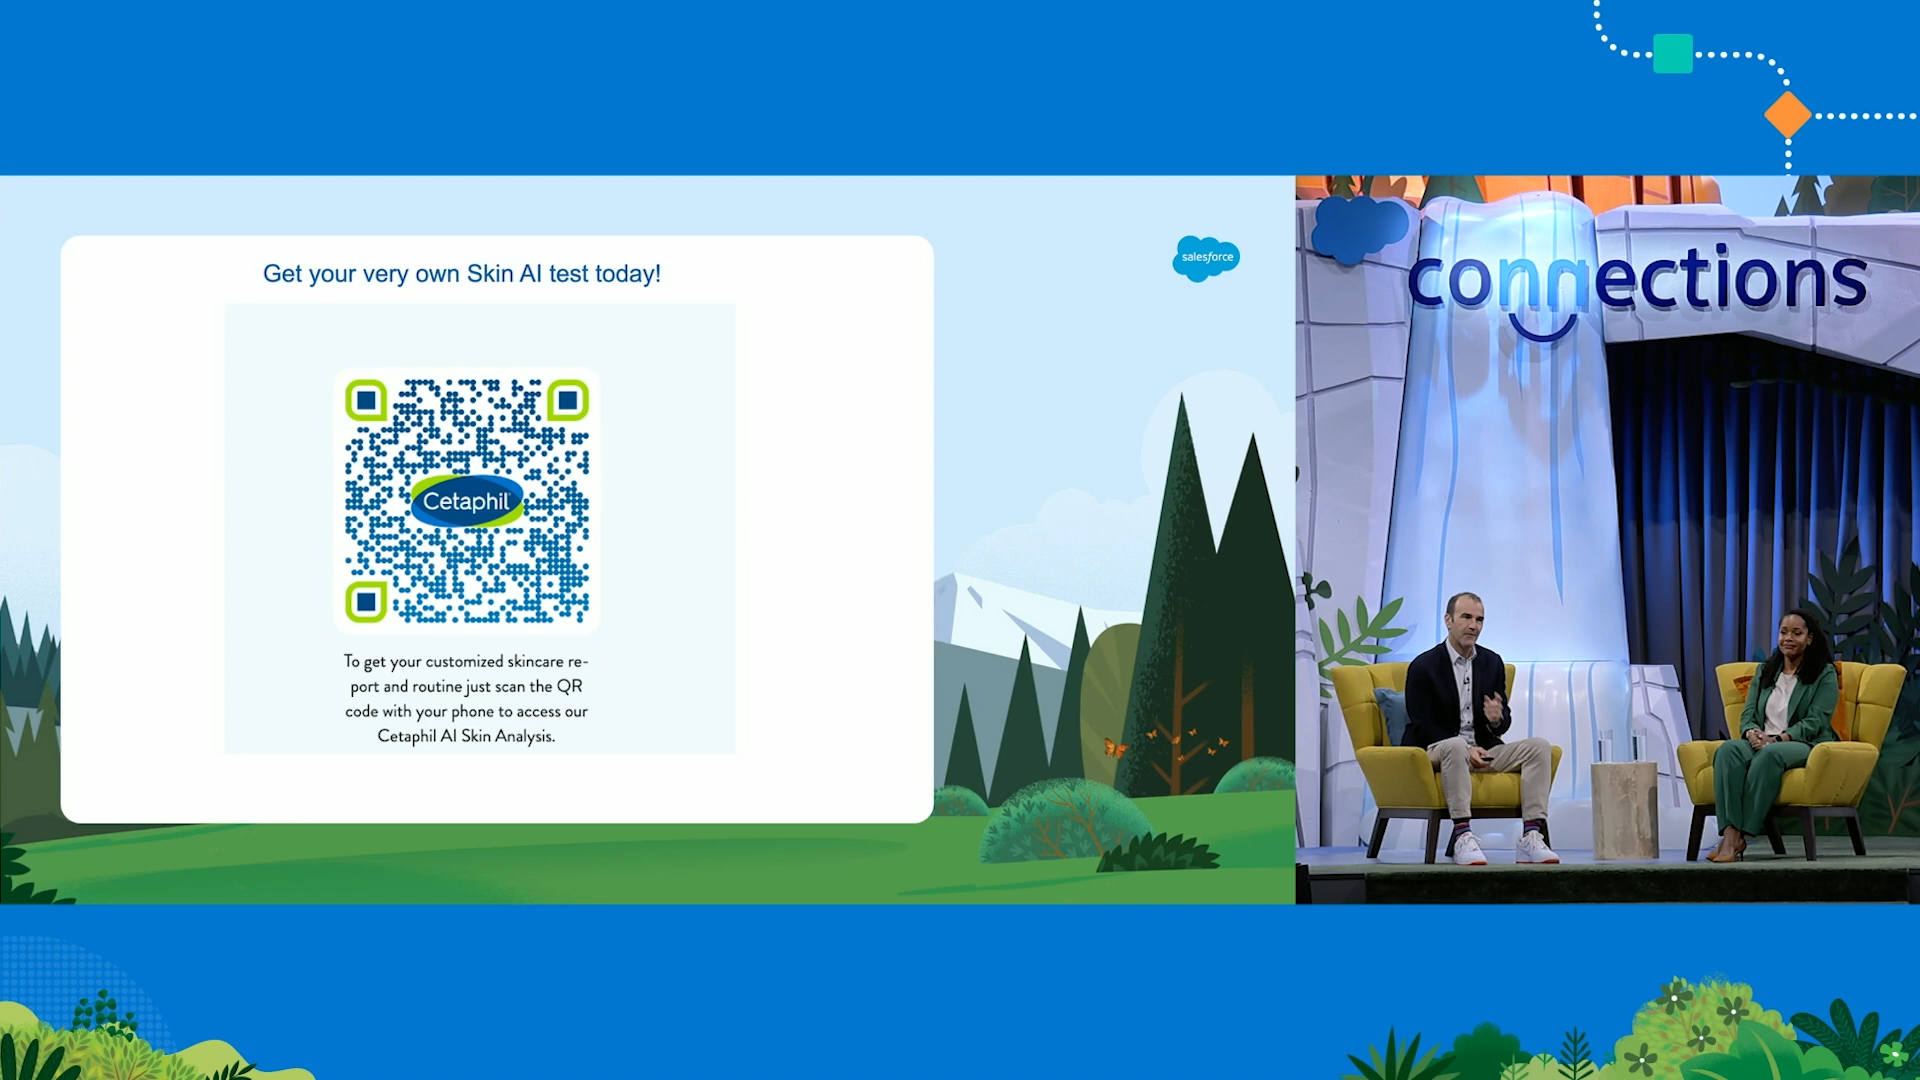 Get your very own Skin AI test today!
salesforce
connections
Cetaphil
To get your customized skincare re-
port and routine just scan the QR
code with your phone to access our
Cetaphil AI Skin Analysis.